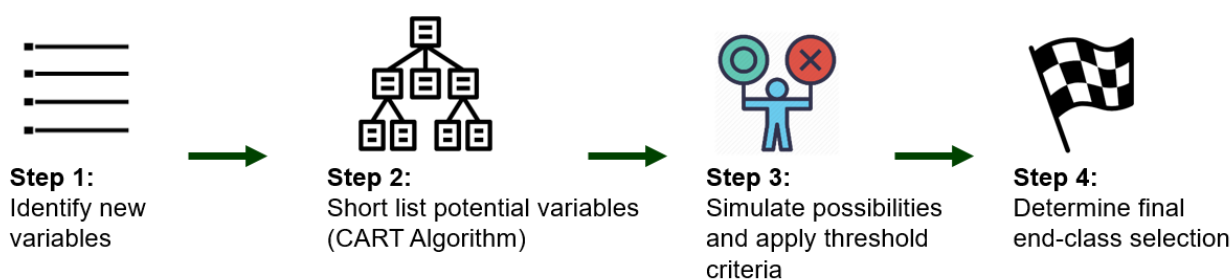 Step 1:
Identify new
variables
Step 2:
Short list potential variables
(CART Algorithm)
Step 3:
Simulate possibilities
and apply threshold
criteria
Step 4:
Determine final
end-class selection